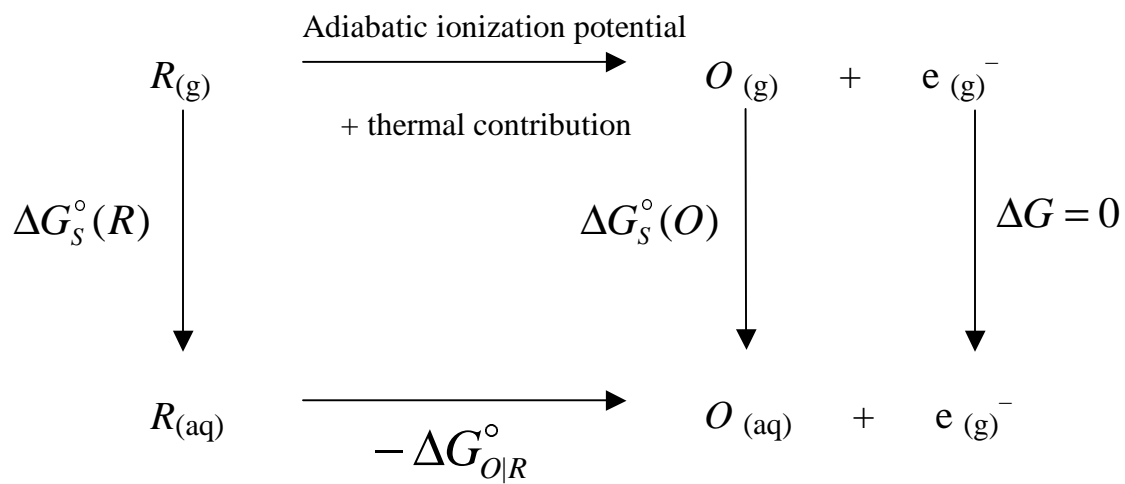 Adiabatic ionization potential
R(g) O (g) + e (g)⁻
+ thermal contribution
ΔG°S(R) ΔG°S(O) ΔG = 0
R(aq) O (aq) + e (g)⁻
− ΔG°O|R